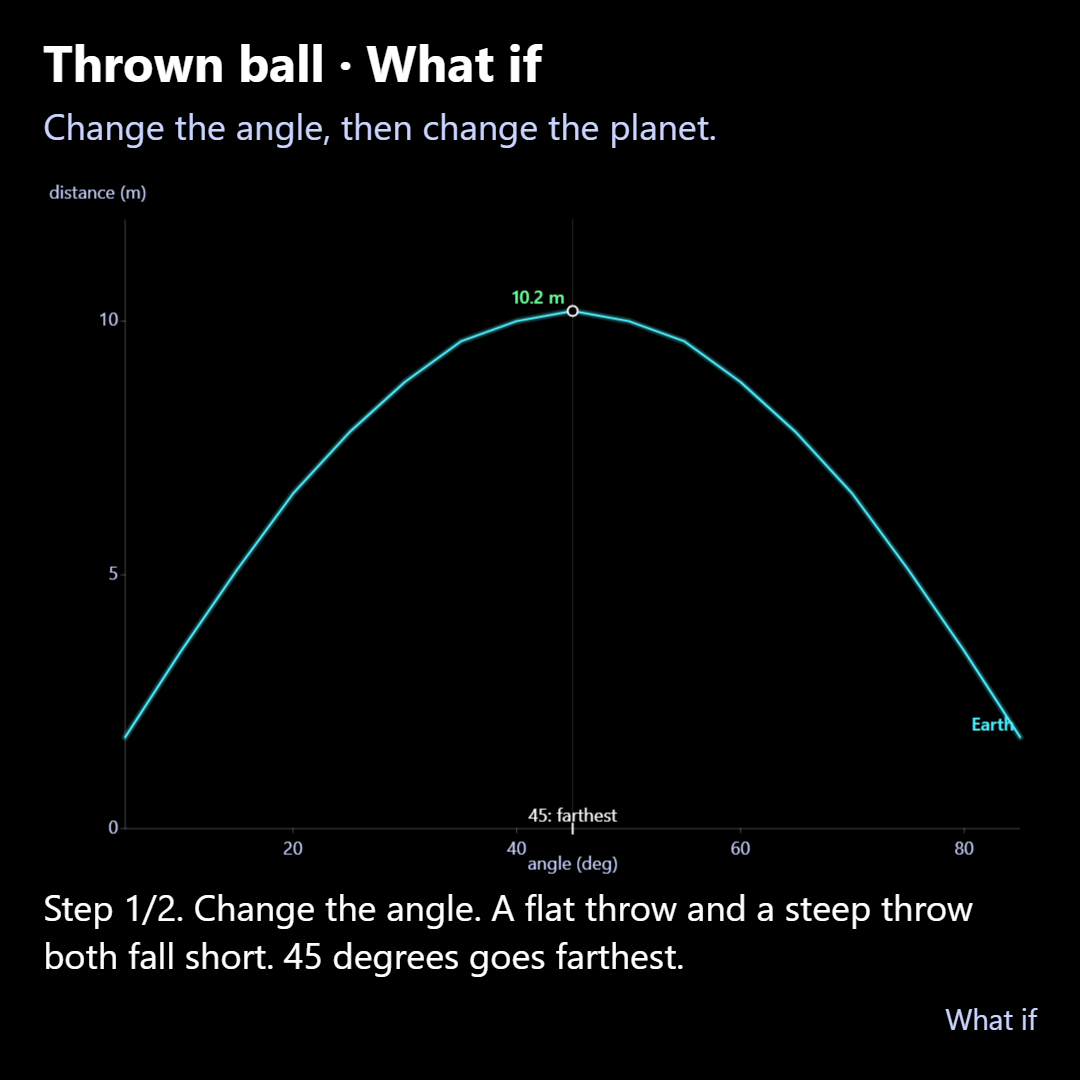 Thrown ball · What if
Change the angle, then change the planet.
distance (m)
10.2 m
10
5
Earth
45: farthest
0
20 40 60 80
angle (deg)
Step 1/2. Change the angle. A flat throw and a steep throw
both fall short. 45 degrees goes farthest.
What if